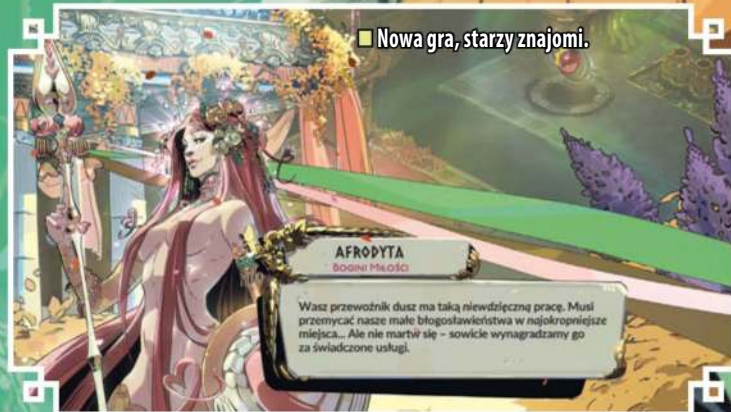 Nowa gra, starzy znajomi.
AFRODYTA
BOGINI MIŁOŚCI
Wasz przewoźnik dusz ma taką niewdzięczną pracę. Musi
przemycać nasze małe błogosławieństwa w najokropniejsze
miejsca... Ale nie martw się – sowicie wynagradzamy go
za świadczone usługi.